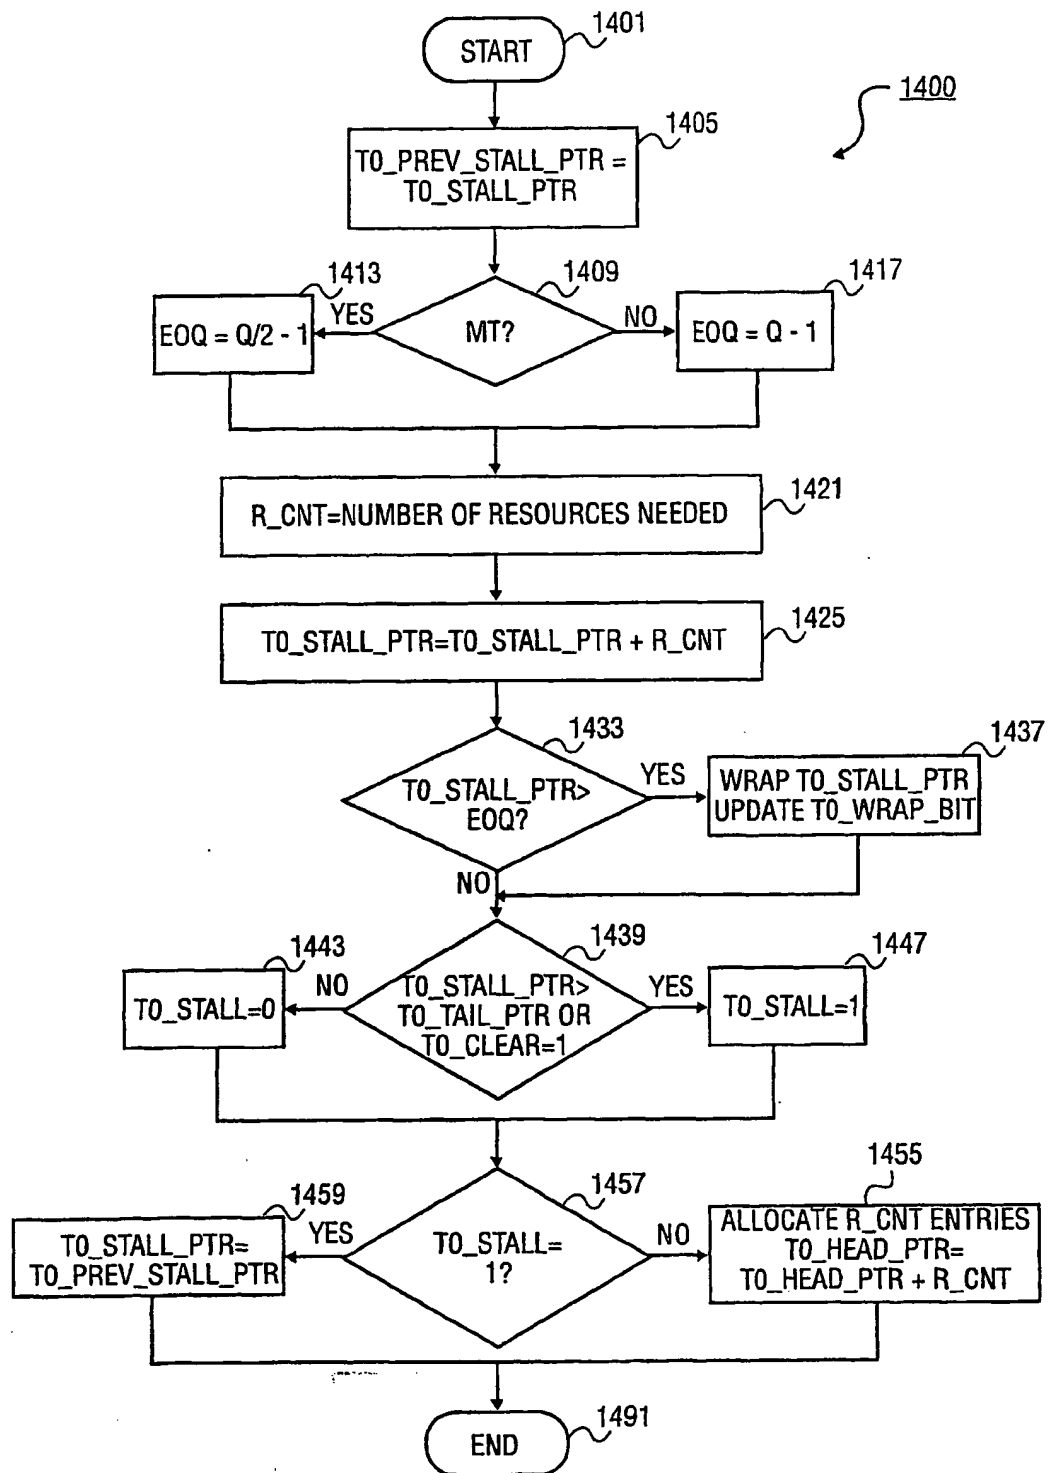 START
1401
1400
T0_PREV_STALL_PTR =
T0_STALL_PTR
1405
MT?
1409
YES
NO
EOQ = Q/2 - 1
1413
EOQ = Q - 1
1417
R_CNT=NUMBER OF RESOURCES NEEDED
1421
T0_STALL_PTR=T0_STALL_PTR + R_CNT
1425
T0_STALL_PTR>
EOQ?
1433
YES
NO
WRAP T0_STALL_PTR
UPDATE T0_WRAP_BIT
1437
T0_STALL_PTR>
T0_TAIL_PTR OR
T0_CLEAR=1
1439
NO
YES
T0_STALL=0
1443
T0_STALL=1
1447
T0_STALL=
1?
1457
YES
NO
T0_STALL_PTR=
T0_PREV_STALL_PTR
1459
ALLOCATE R_CNT ENTRIES
T0_HEAD_PTR=
T0_HEAD_PTR + R_CNT
1455
END
1491